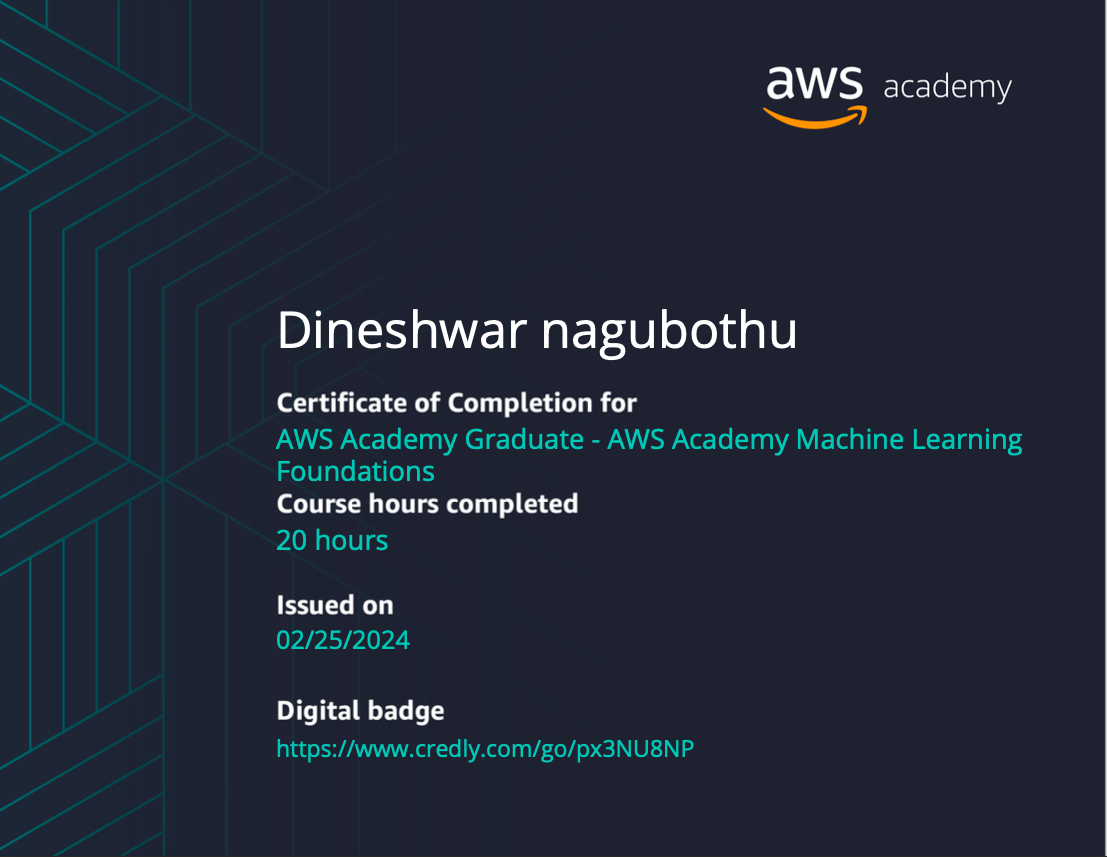 aws academy
Dineshwar nagubothu
Certificate of Completion for
AWS Academy Graduate - AWS Academy Machine Learning
Foundations
Course hours completed
20 hours
Issued on
02/25/2024
Digital badge
https://www.credly.com/go/px3NU8NP